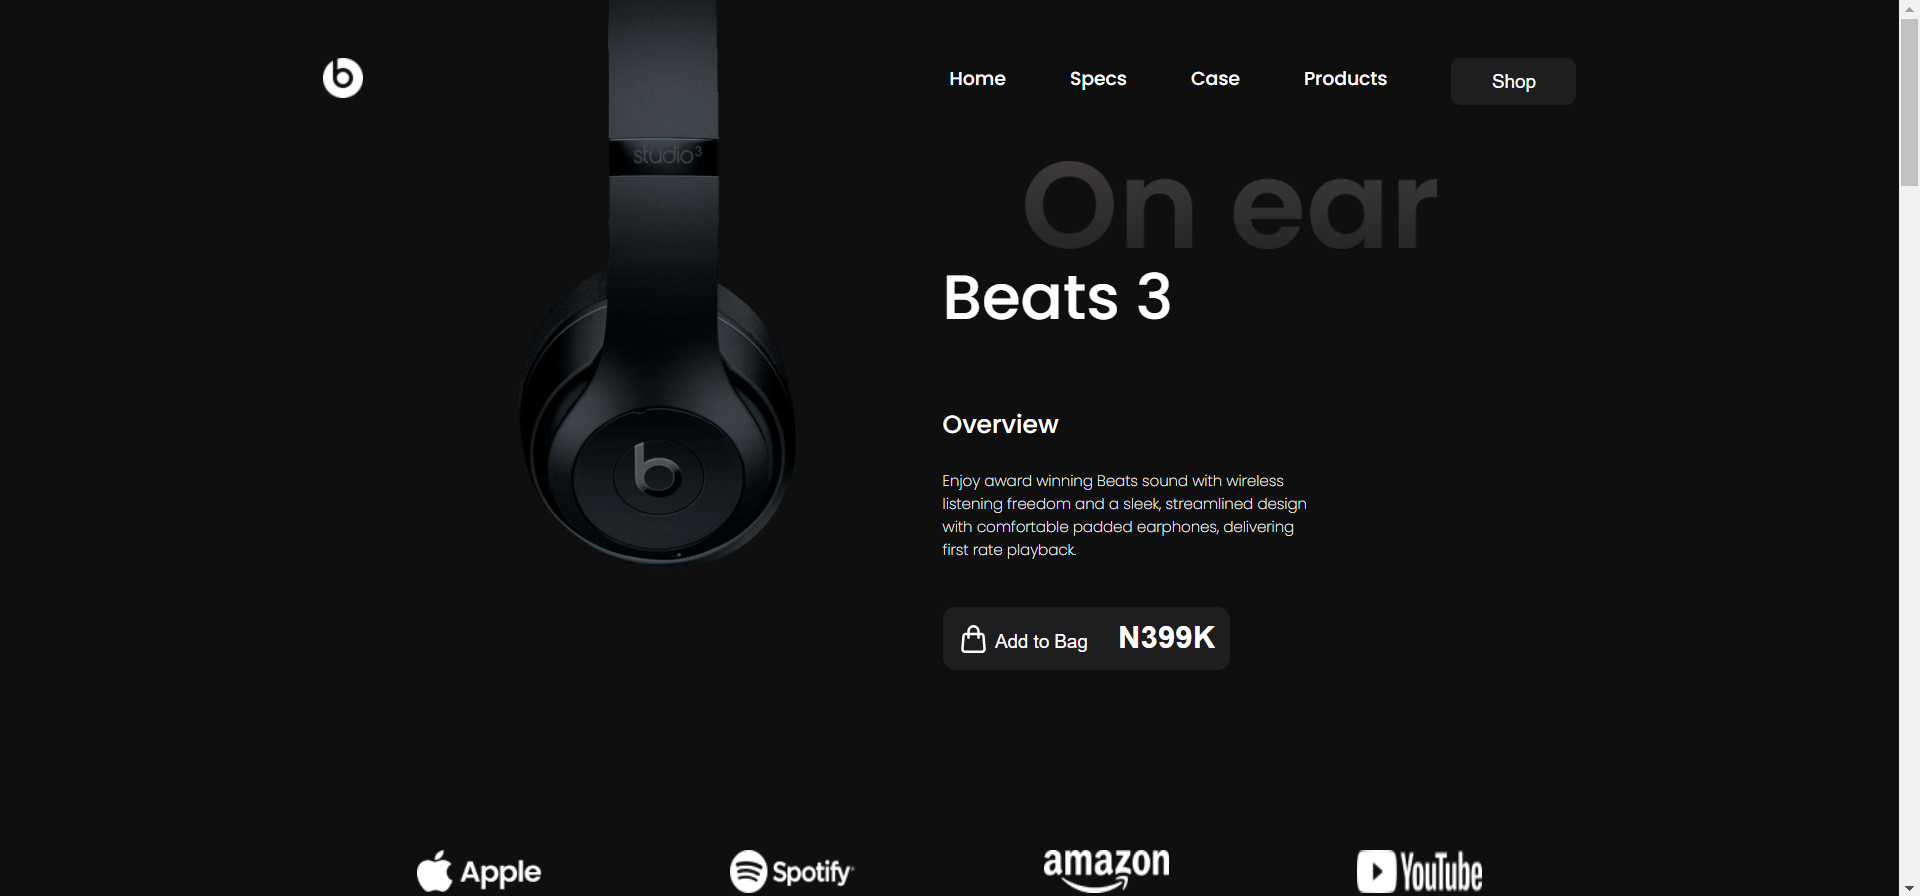 Home Specs Case Products Shop
studio3
On ear
Beats 3
Overview
Enjoy award winning Beats sound with wireless
listening freedom and a sleek, streamlined design
with comfortable padded earphones, delivering
first rate playback.
Add to Bag N399K
Apple Spotify amazon YouTube